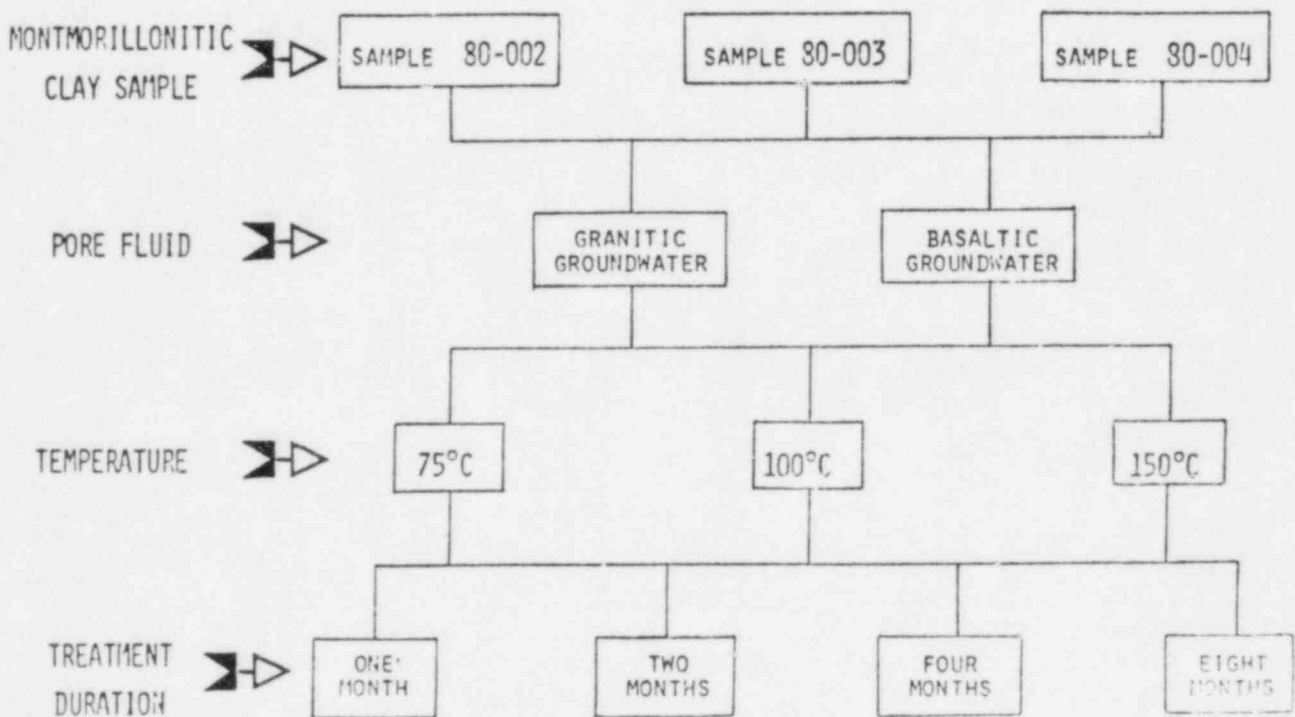 MONTMORILLONITIC
CLAY SAMPLE
SAMPLE 80-002
SAMPLE 80-003
SAMPLE 80-004
PORE FLUID
GRANITIC
GROUNDWATER
BASALTIC
GROUNDWATER
TEMPERATURE
75°C
100°C
150°C
TREATMENT
DURATION
ONE
MONTH
TWO
MONTHS
FOUR
MONTHS
EIGHT
MONTHS